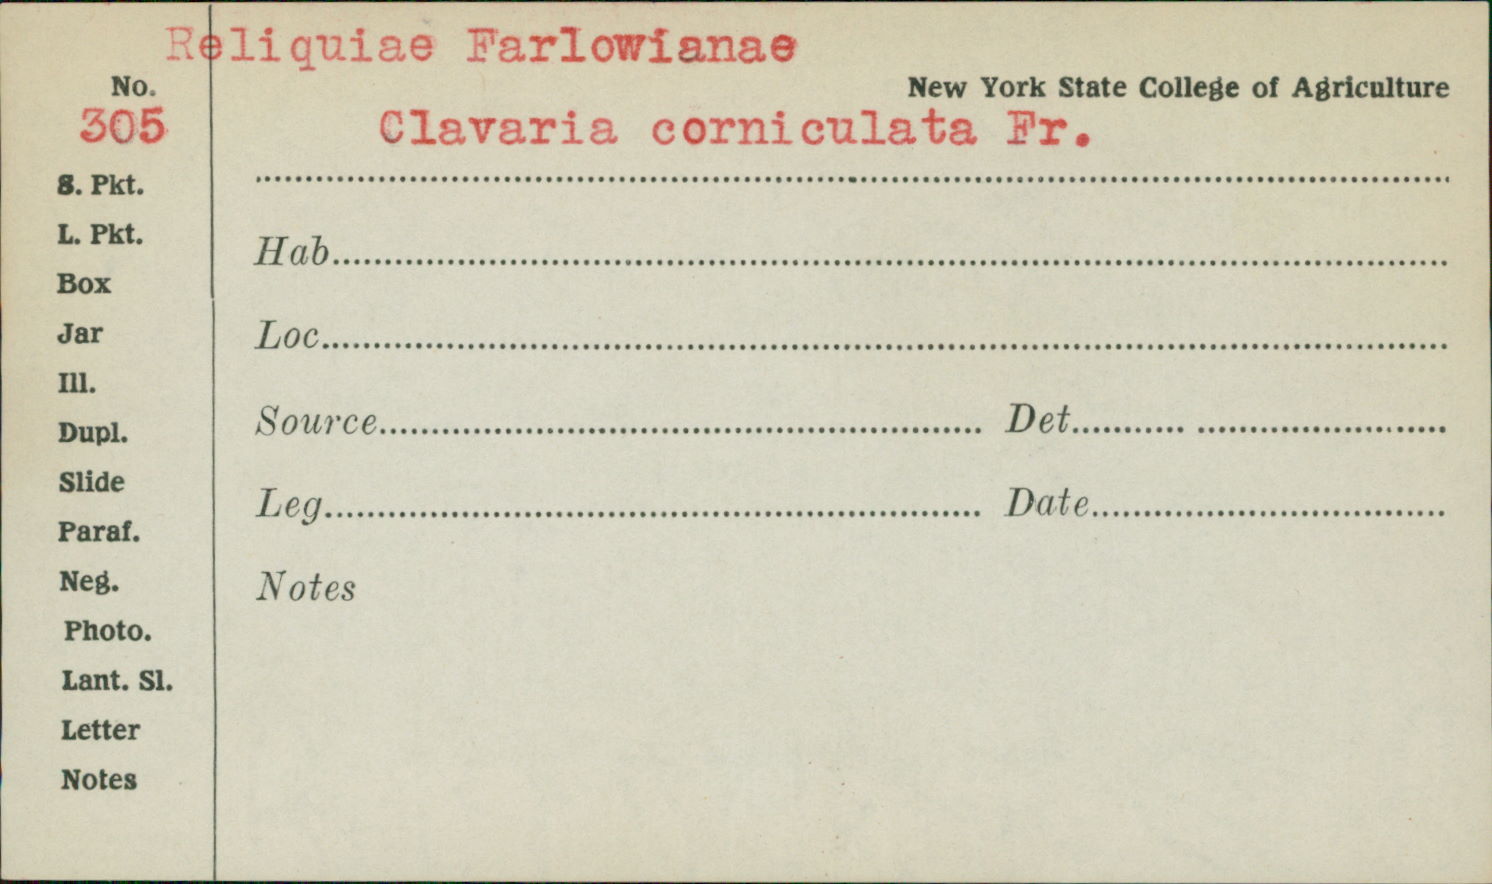 Reliquiae Farlowianae
No.
New York State College of Agriculture
305
Clavaria corniculata Fr.
S. Pkt.
L. Pkt.
Hab.
Box
Loc.
Jar
Ill.
Source Det.
Dupl.
Slide
Leg. Date
Paraf.
Neg.
Notes
Photo.
Lant. Sl.
Letter
Notes